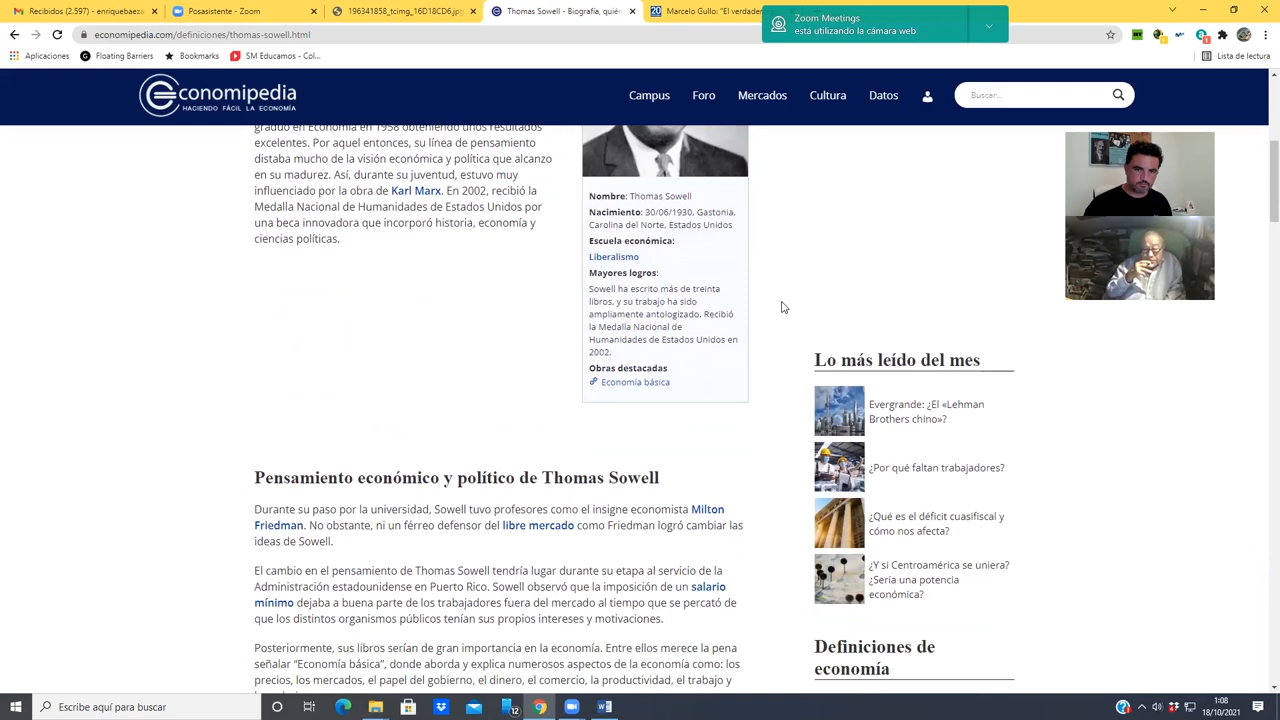 Recibidos (2.597) - enriquebaeza
Posasistente - Zoom
196341858_tcimg_16D18CD6.jpg
Thomas Sowell - Biografía, quién
Marcelo Gullo: "El verdader
Zoom Meetings
está utilizando la cámara web
economipedia.com/definiciones/thomas-sowell.html
Aplicaciones
Floating Barriers
Bookmarks
SM Educamos - Col...
Lista de lectura
economipedia
HACIENDO FÁCIL LA ECONOMÍA
Campus
Foro
Mercados
Cultura
Datos
Buscar...
graduó en Economía en 1958 obteniendo unos resultados
excelentes. Por aquel entonces, su línea de pensamiento
distaba mucho de la visión económica y política que alcanzo
en su madurez. Así, durante su juventud, estuvo muy
influenciado por la obra de Karl Marx. En 2002, recibió la
Medalla Nacional de Humanidades de Estados Unidos por
una beca innovadora que incorporó historia, economía y
ciencias políticas.
Nombre: Thomas Sowell
Nacimiento: 30/06/1930, Gastonia.
Carolina del Norte, Estados Unidos
Escuela económica:
Liberalismo
Mayores logros:
Sowell ha escrito más de treinta
libros, y su trabajo ha sido
ampliamente antologizado. Recibió
la Medalla Nacional de
Humanidades de Estados Unidos en
2002.
Obras destacadas
Economía básica
Pensamiento económico y político de Thomas Sowell
Durante su paso por la universidad, Sowell tuvo profesores como el insigne economista Milton
Friedman. No obstante, ni un férreo defensor del libre mercado como Friedman logró cambiar las
ideas de Sowell.
El cambio en el pensamiento de Thomas Sowell tendría lugar durante su etapa al servicio de la
Administración estadounidense en Puerto Rico. Sowell observó que la imposición de un salario
mínimo dejaba a buena parte de los trabajadores fuera del mercado al tiempo que se percató de
que los distintos organismos públicos tenían sus propios intereses y motivaciones.
Posteriormente, sus libros serían de gran importancia en la economía. Entre ellos merece la pena
señalar "Economía básica", donde aborda y explica numerosos aspectos de la economía como: los
precios, los mercados, el papel del gobierno, el dinero, el comercio, la productividad, el trabajo y
Lo más leído del mes
Evergrande: ¿El «Lehman
Brothers chino»?
¿Por qué faltan trabajadores?
¿Qué es el déficit cuasifiscal y
cómo nos afecta?
¿Y si Centroamérica se uniera?
¿Sería una potencia
económica?
Definiciones de
economía
Escribe aquí para buscar
1:08
18/10/2021